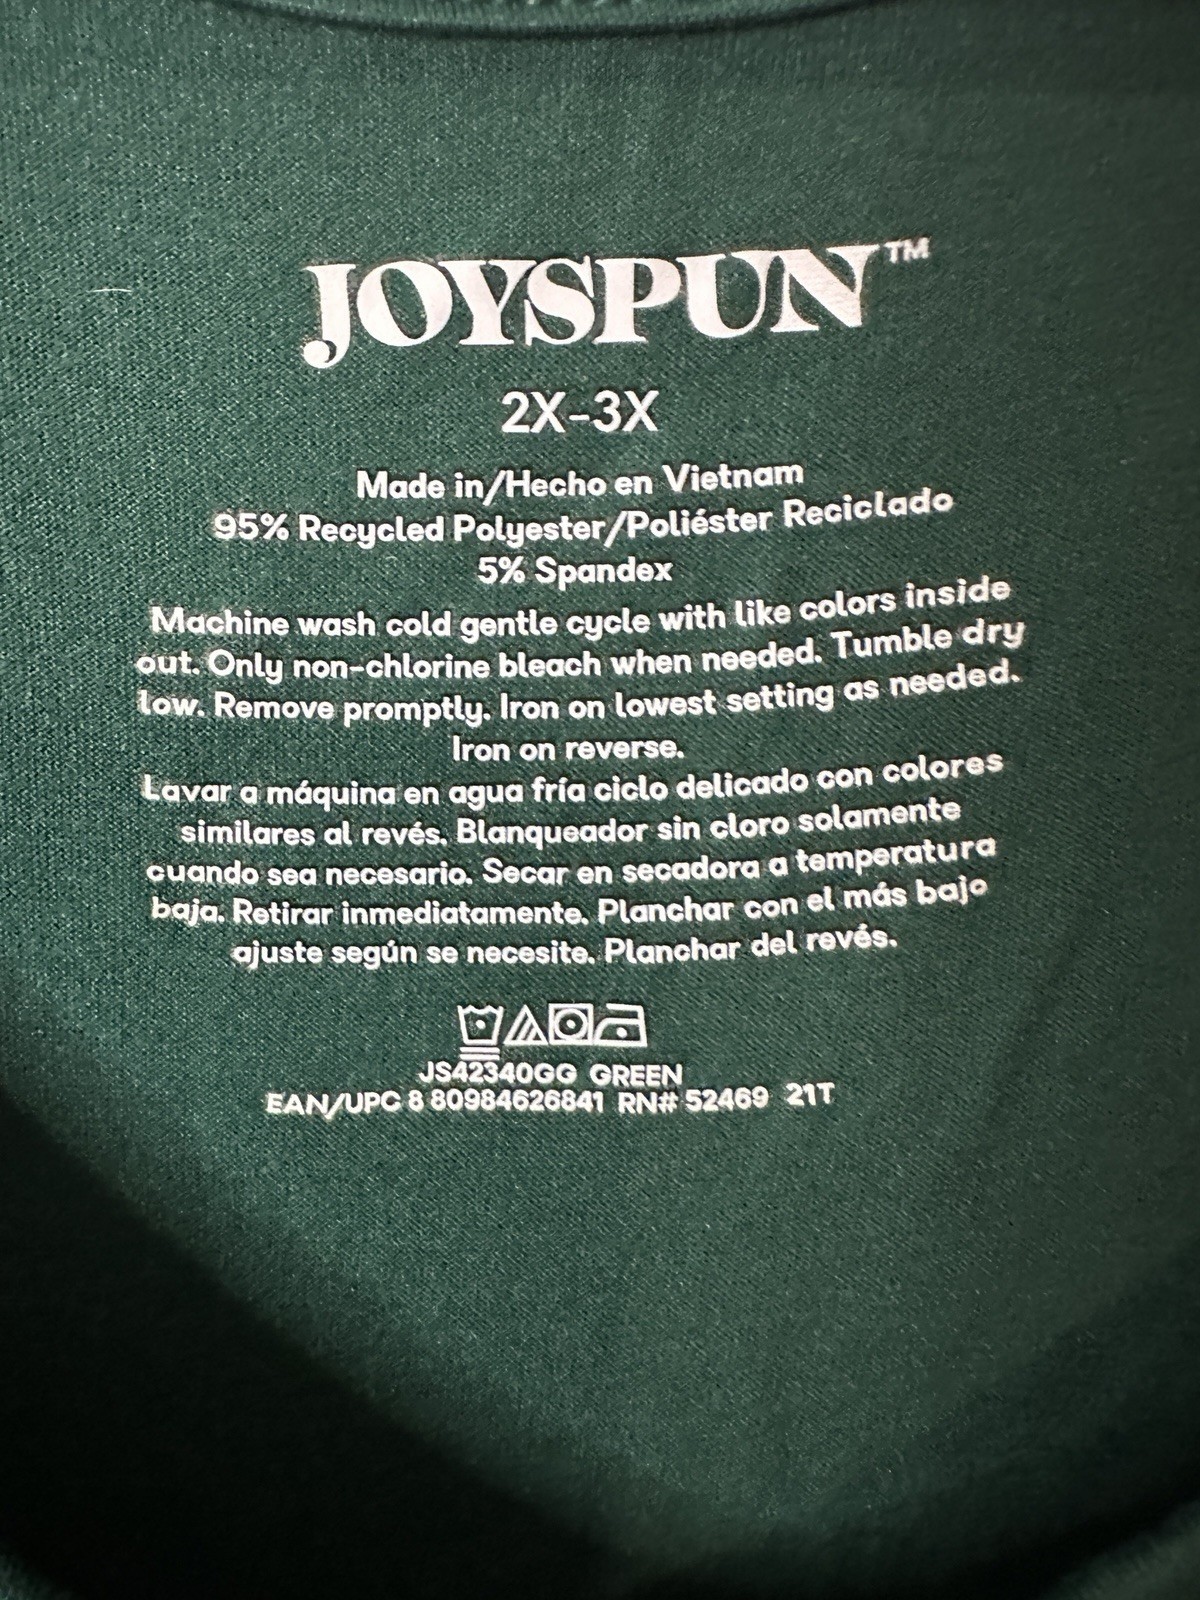 JOYSPUN™
2X-3X
Made in/Hecho en Vietnam
95% Recycled Polyester/Poliéster Reciclado
5% Spandex
Machine wash cold gentle cycle with like colors inside
out. Only non-chlorine bleach when needed. Tumble dry
low. Remove promptly. Iron on lowest setting as needed.
Iron on reverse.
Lavar a máquina en agua fría ciclo delicado con colores
similares al revés. Blanqueador sin cloro solamente
cuando sea necesario. Secar en secadora a temperatura
baja. Retirar inmediatamente. Planchar con el más bajo
ajuste según se necesite. Planchar del revés.
JS42340GG GREEN
EAN/UPC 8 80984626841 RN# 52469 21T